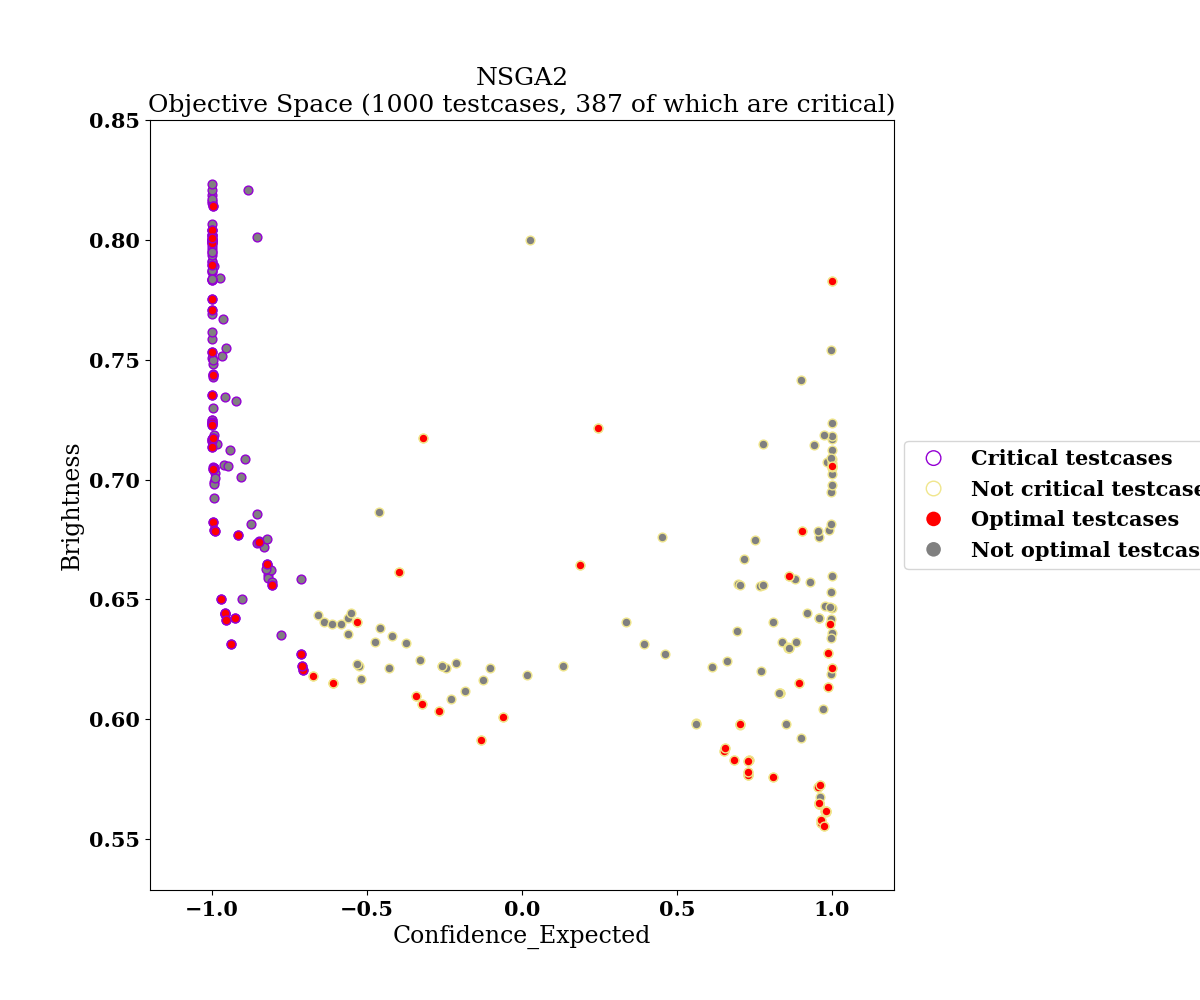 NSGA2
Objective Space (1000 testcases, 387 of which are critical)
0.85
0.80
0.75
0.70
0.65
0.60
0.55
Brightness
−1.0 −0.5 0.0 0.5 1.0
Confidence_Expected
Critical testcases
Not critical testcase
Optimal testcases
Not optimal testcas